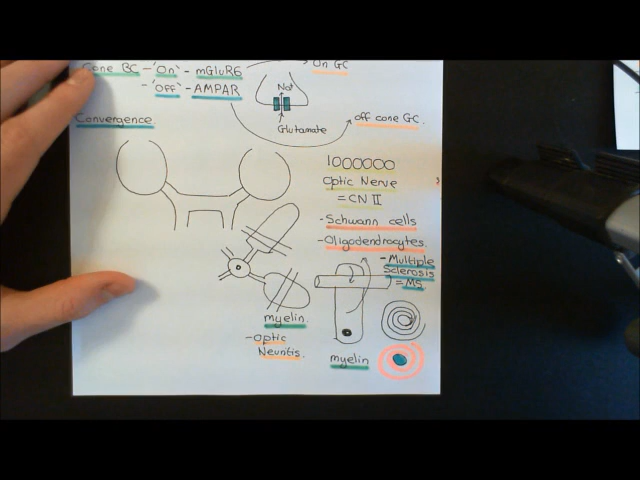 Cone BC - 'On' - mGluR6
On GC
- 'OFF' - AMPAR
Na+
Glutamate
off cone GC.
Convergence.
1000000
Optic Nerve
= CN II
- Schwann cells
- Oligodendrocytes.
- Multiple
Sclerosis
= MS
myelin.
- Optic
Neuritis.
myelin